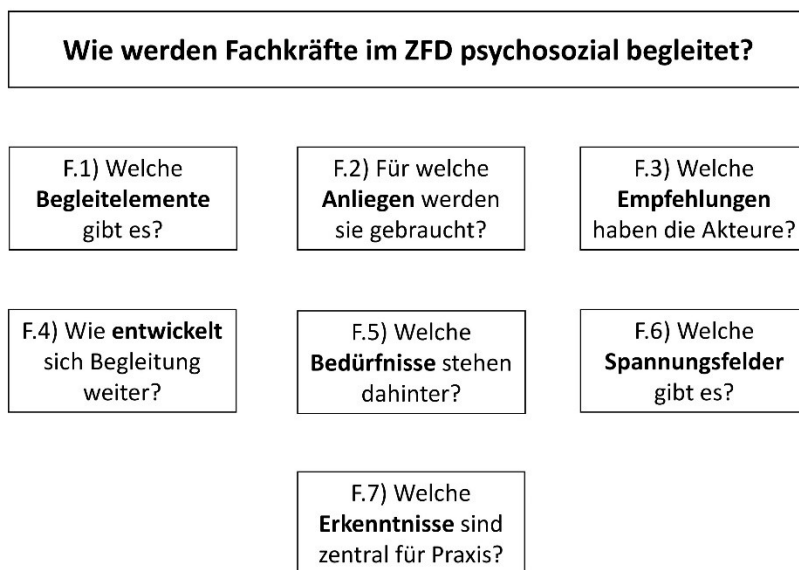 Wie werden Fachkräfte im ZFD psychosozial begleitet?
F.1) Welche
Begleitelemente
gibt es?
F.2) Für welche
Anliegen werden
sie gebraucht?
F.3) Welche
Empfehlungen
haben die Akteure?
F.4) Wie entwickelt
sich Begleitung
weiter?
F.5) Welche
Bedürfnisse stehen
dahinter?
F.6) Welche
Spannungsfelder
gibt es?
F.7) Welche
Erkenntnisse sind
zentral für Praxis?